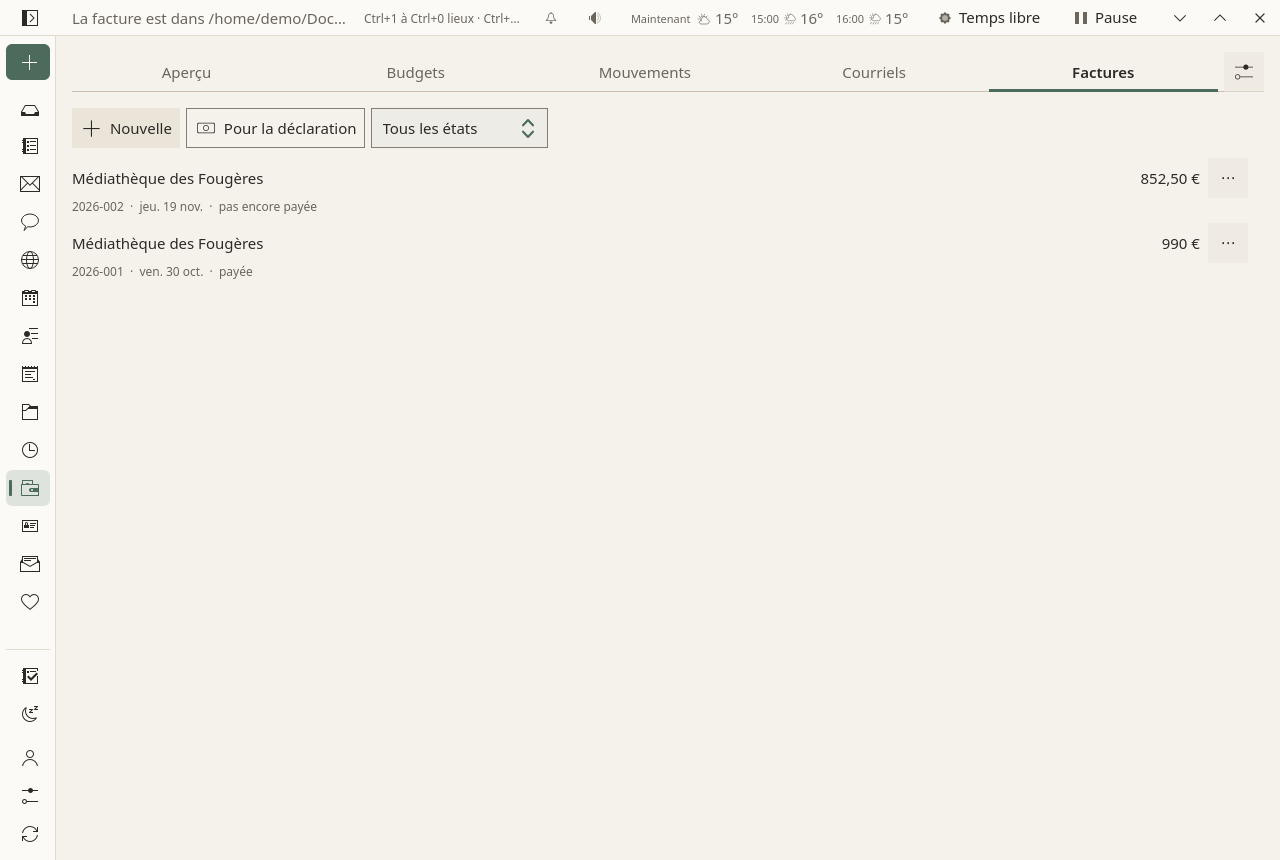 La facture est dans /home/demo/Doc...
Ctrl+1 à Ctrl+0 lieux · Ctrl+...
Maintenant 15° 15:00 16° 16:00 15°
Temps libre
Pause
Aperçu
Budgets
Mouvements
Courriels
Factures
Nouvelle
Pour la déclaration
Tous les états
Médiathèque des Fougères
852,50 €
2026-002 · jeu. 19 nov. · pas encore payée
Médiathèque des Fougères
990 €
2026-001 · ven. 30 oct. · payée